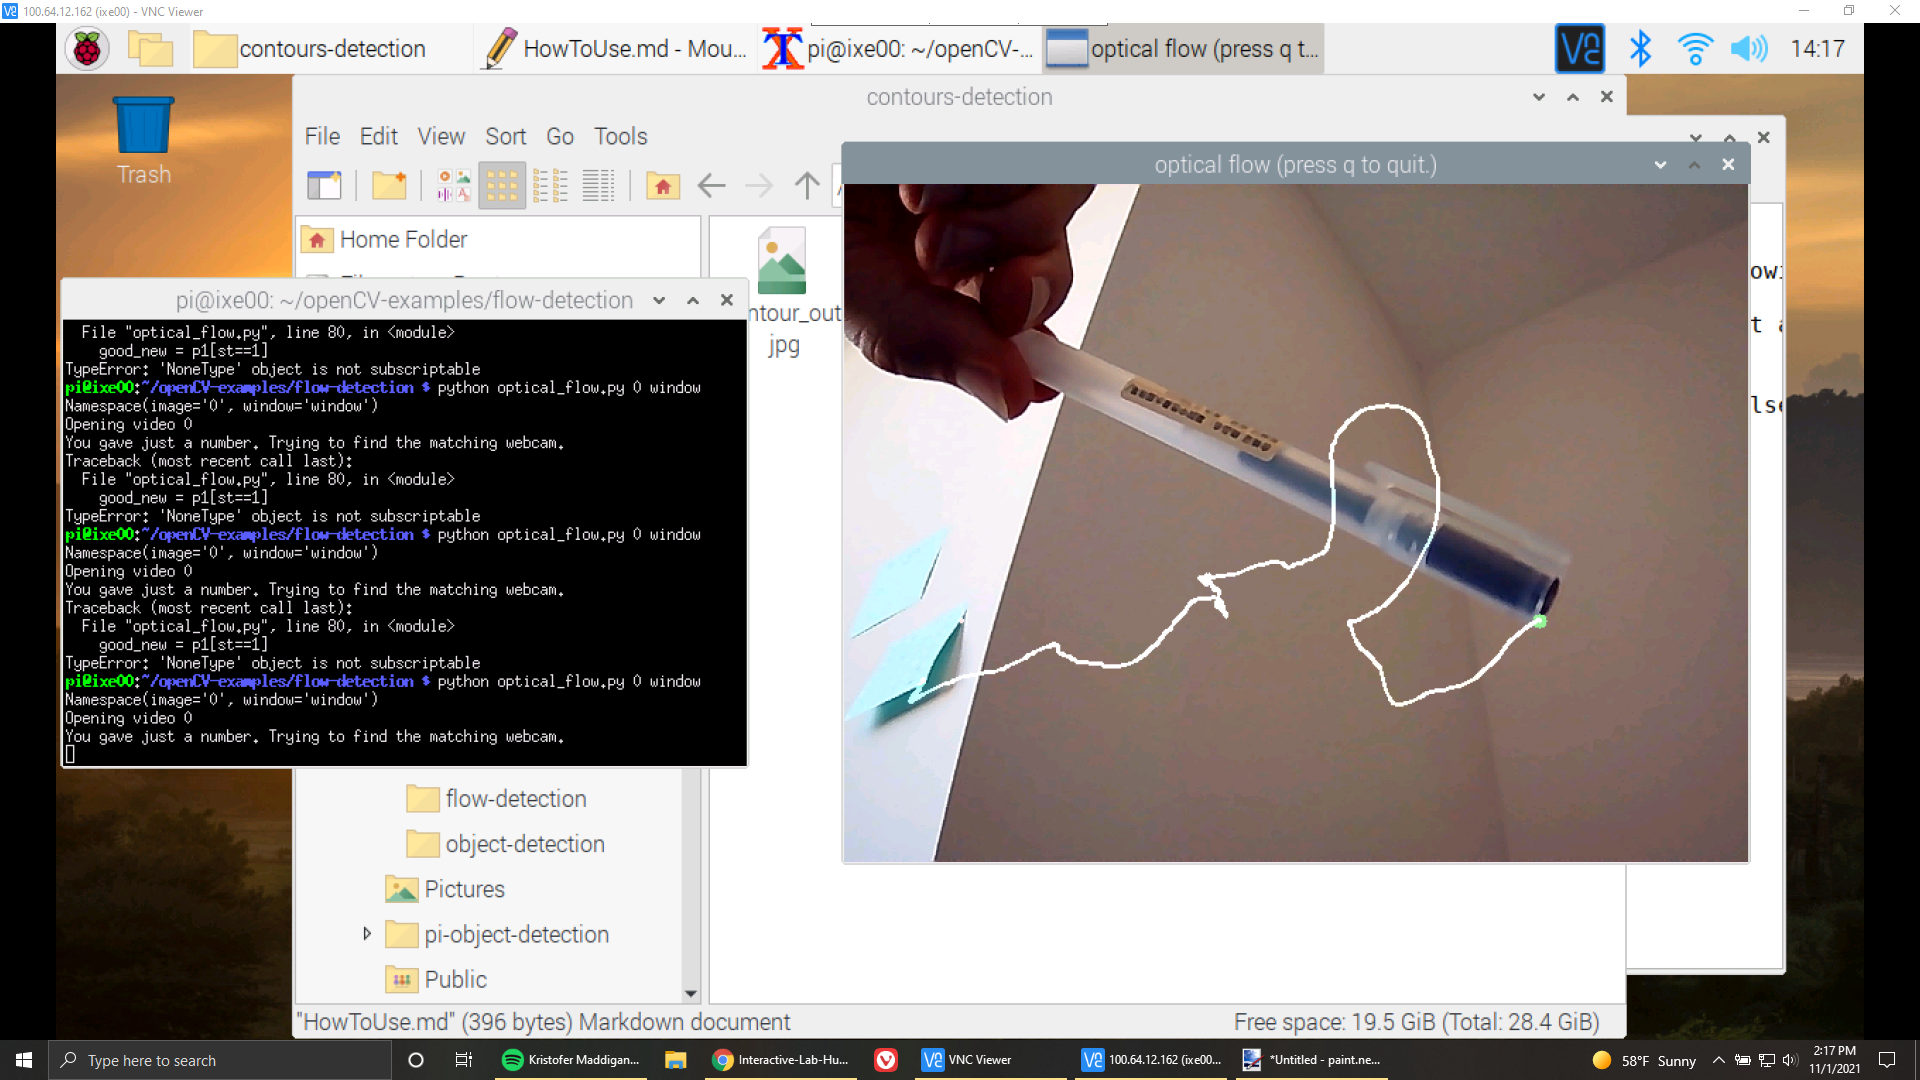 100.64.12.162 (ixe00) - VNC Viewer
contours-detection
HowToUse.md - Mou...
pi@ixe00: ~/openCV-...
optical flow (press q t...
14:17
Trash
contours-detection
File Edit View Sort Go Tools
optical flow (press q to quit.)
Home Folder
ntour_out
jpg
pi@ixe00: ~/openCV-examples/flow-detection
File "optical_flow.py", line 80, in <module>
good_new = p1[st==1]
TypeError: 'NoneType' object is not subscriptable
pi@ixe00:~/openCV-examples/flow-detection $ python optical_flow.py 0 window
Namespace(image='0', window='window')
Opening video 0
You gave just a number. Trying to find the matching webcam.
Traceback (most recent call last):
File "optical_flow.py", line 80, in <module>
good_new = p1[st==1]
TypeError: 'NoneType' object is not subscriptable
pi@ixe00:~/openCV-examples/flow-detection $ python optical_flow.py 0 window
Namespace(image='0', window='window')
Opening video 0
You gave just a number. Trying to find the matching webcam.
Traceback (most recent call last):
File "optical_flow.py", line 80, in <module>
good_new = p1[st==1]
TypeError: 'NoneType' object is not subscriptable
pi@ixe00:~/openCV-examples/flow-detection $ python optical_flow.py 0 window
Namespace(image='0', window='window')
Opening video 0
You gave just a number. Trying to find the matching webcam.
flow-detection
object-detection
Pictures
pi-object-detection
Public
"HowToUse.md" (396 bytes) Markdown document
Free space: 19.5 GiB (Total: 28.4 GiB)
Type here to search
Kristofer Maddigan...
Interactive-Lab-Hu...
VNC Viewer
100.64.12.162 (ixe00...
*Untitled - paint.ne...
58°F Sunny
2:17 PM
11/1/2021